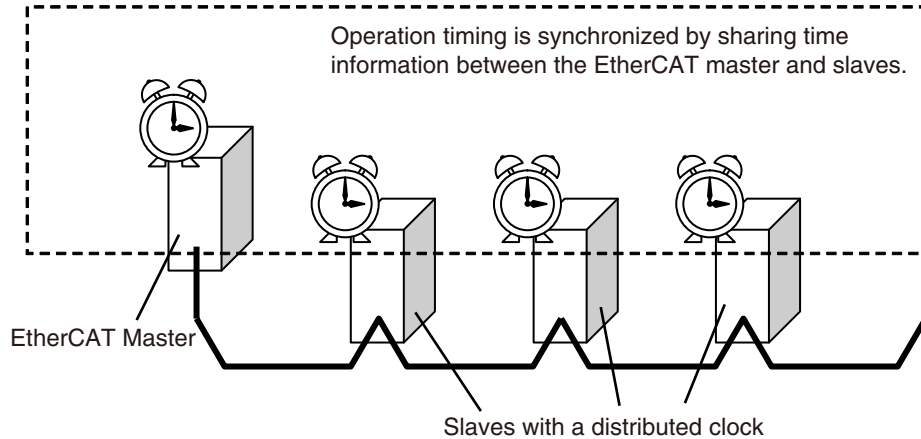 Operation timing is synchronized by sharing time
information between the EtherCAT master and slaves.
EtherCAT Master
Slaves with a distributed clock